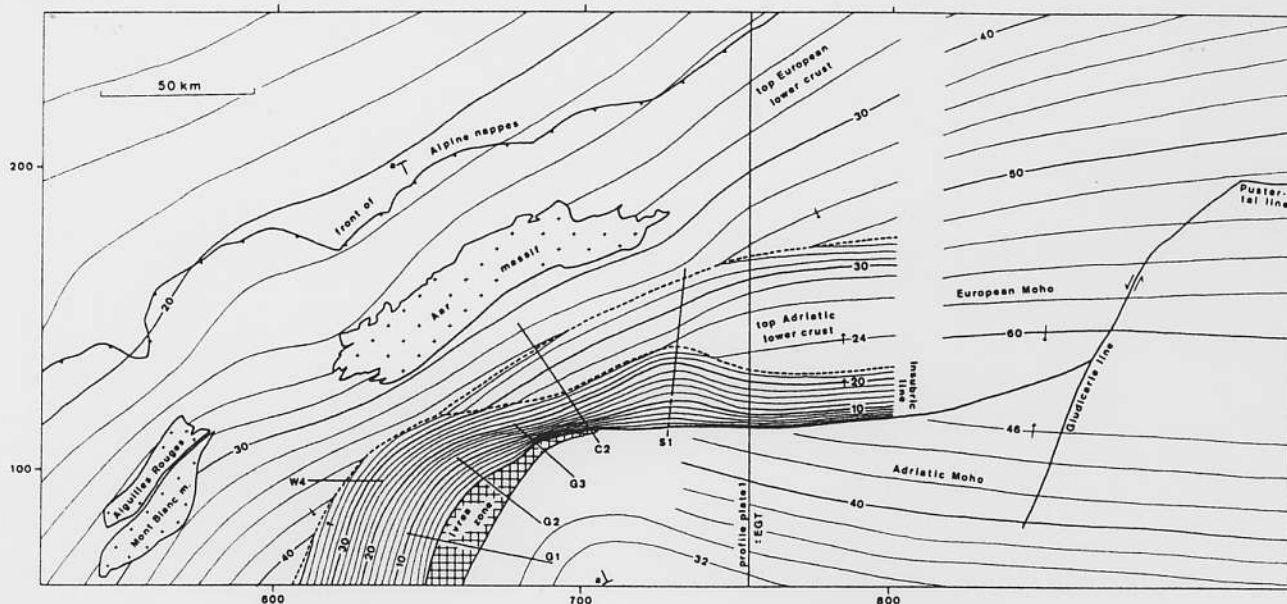 50 km
200
100
600
700
800
front of
Alpine nappes
top European
lower crust
40
30
50
Puster-
tal line
Aar
massif
20
30
European Moho
top Adriatic
lower crust
24
60
20
10
Insubric
line
Giudicarie line
46
Adriatic Moho
40
32
Aiguilles Rouges
Mont Blanc m.
30
W4
C2
S1
G3
G2
G1
Ivrea
zone
40
30
20
10
profile plate 1
: EGT
a